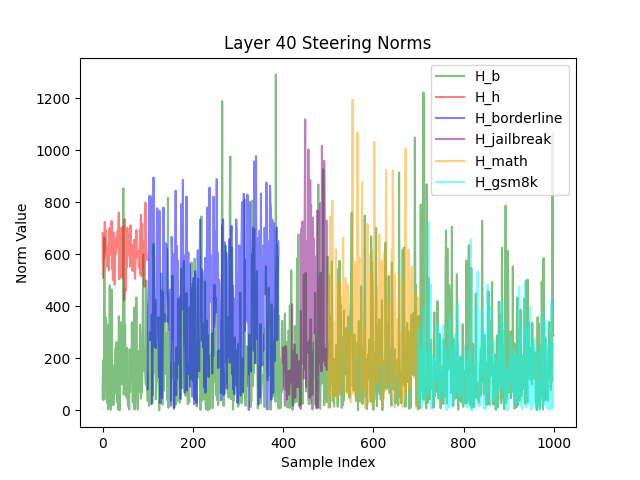 Layer 40 Steering Norms
H_b
H_h
H_borderline
H_jailbreak
H_math
H_gsm8k
Norm Value
1200
1000
800
600
400
200
0
0 200 400 600 800 1000
Sample Index